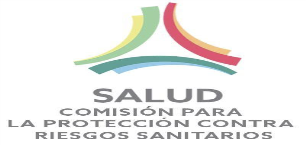 SALUD
COMISIÓN PARA
LA PROTECCIÓN CONTRA
RIESGOS SANITARIOS